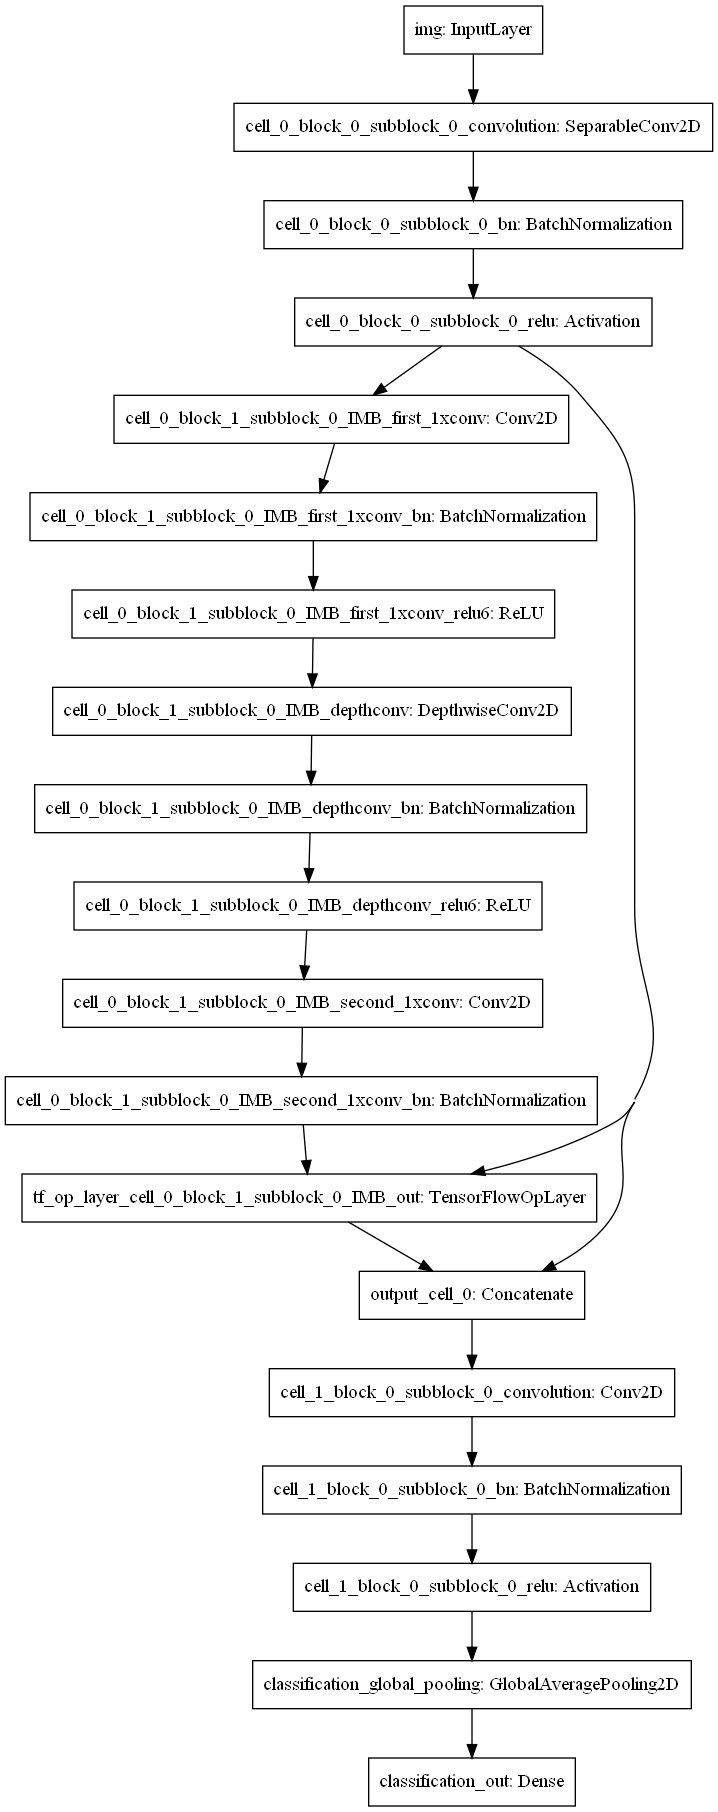 img: InputLayer
cell_0_block_0_subblock_0_convolution: SeparableConv2D
cell_0_block_0_subblock_0_bn: BatchNormalization
cell_0_block_0_subblock_0_relu: Activation
cell_0_block_1_subblock_0_IMB_first_1xconv: Conv2D
cell_0_block_1_subblock_0_IMB_first_1xconv_bn: BatchNormalization
cell_0_block_1_subblock_0_IMB_first_1xconv_relu6: ReLU
cell_0_block_1_subblock_0_IMB_depthconv: DepthwiseConv2D
cell_0_block_1_subblock_0_IMB_depthconv_bn: BatchNormalization
cell_0_block_1_subblock_0_IMB_depthconv_relu6: ReLU
cell_0_block_1_subblock_0_IMB_second_1xconv: Conv2D
cell_0_block_1_subblock_0_IMB_second_1xconv_bn: BatchNormalization
tf_op_layer_cell_0_block_1_subblock_0_IMB_out: TensorFlowOpLayer
output_cell_0: Concatenate
cell_1_block_0_subblock_0_convolution: Conv2D
cell_1_block_0_subblock_0_bn: BatchNormalization
cell_1_block_0_subblock_0_relu: Activation
classification_global_pooling: GlobalAveragePooling2D
classification_out: Dense